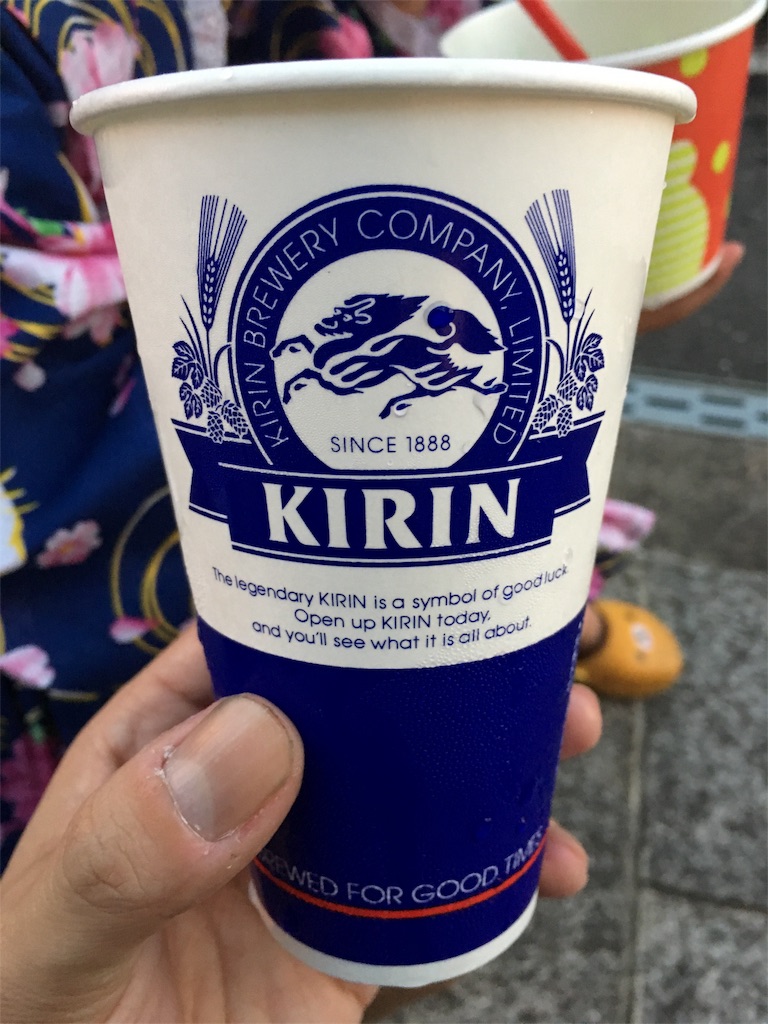 KIRIN BREWERY COMPANY, LIMITED
SINCE 1888
KIRIN
The legendary KIRIN is a symbol of good luck.
Open up KIRIN today,
and you'll see what it is all about.
BREWED FOR GOOD TIMES